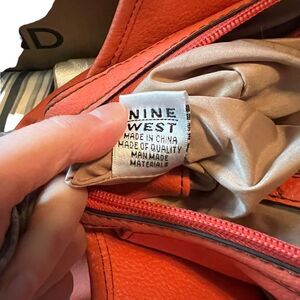 D
NINE
WEST
MADE IN CHINA
MADE OF QUALITY
MAN MADE
MATERIALS